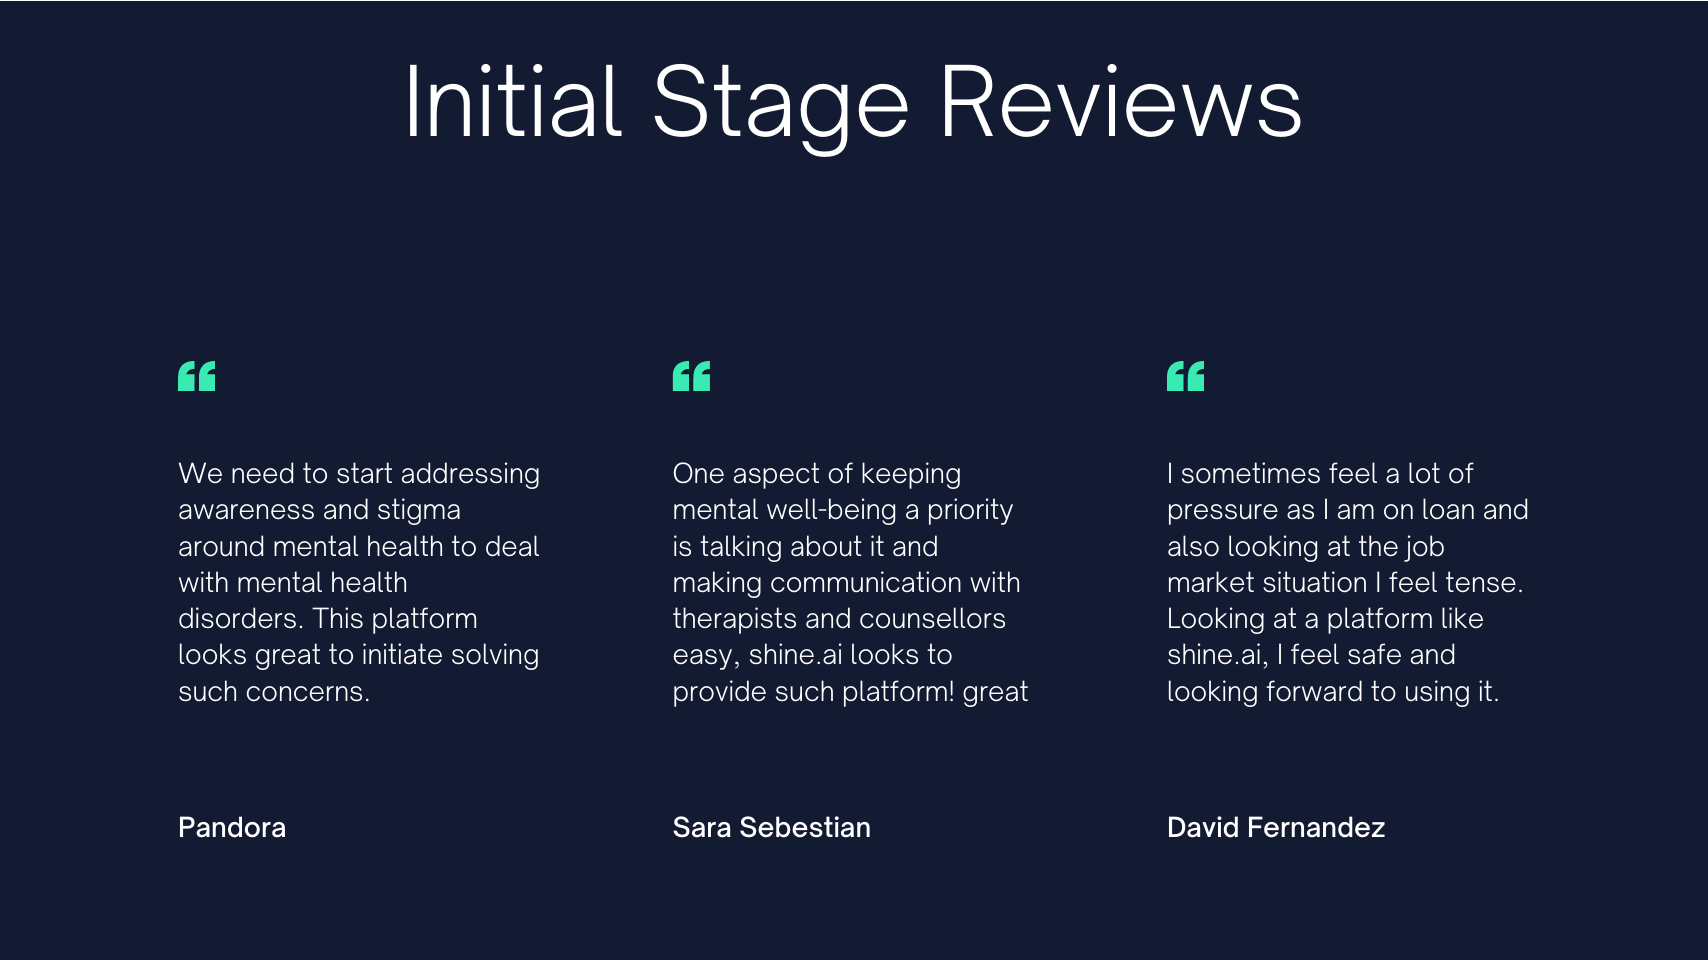 Initial Stage Reviews
We need to start addressing
awareness and stigma
around mental health to deal
with mental health
disorders. This platform
looks great to initiate solving
such concerns.
Pandora
One aspect of keeping
mental well-being a priority
is talking about it and
making communication with
therapists and counsellors
easy, shine.ai looks to
provide such platform! great
Sara Sebestian
I sometimes feel a lot of
pressure as I am on loan and
also looking at the job
market situation I feel tense.
Looking at a platform like
shine.ai, I feel safe and
looking forward to using it.
David Fernandez